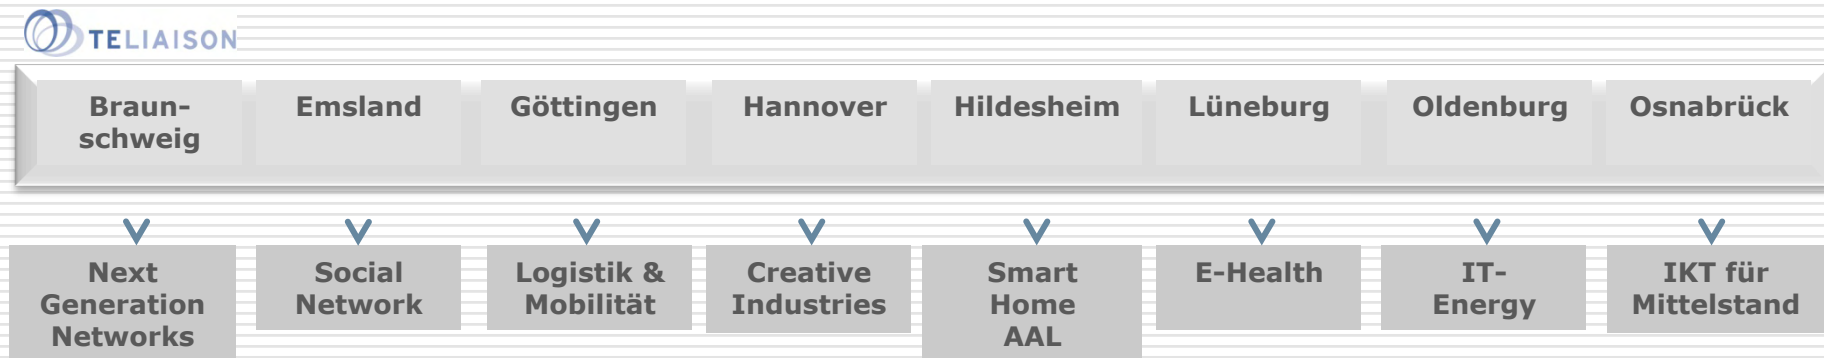 TELIAISON
Braun-
schweig
Emsland
Göttingen
Hannover
Hildesheim
Lüneburg
Oldenburg
Osnabrück
Next
Generation
Networks
Social
Network
Logistik &
Mobilität
Creative
Industries
Smart
Home
AAL
E-Health
IT-
Energy
IKT für
Mittelstand